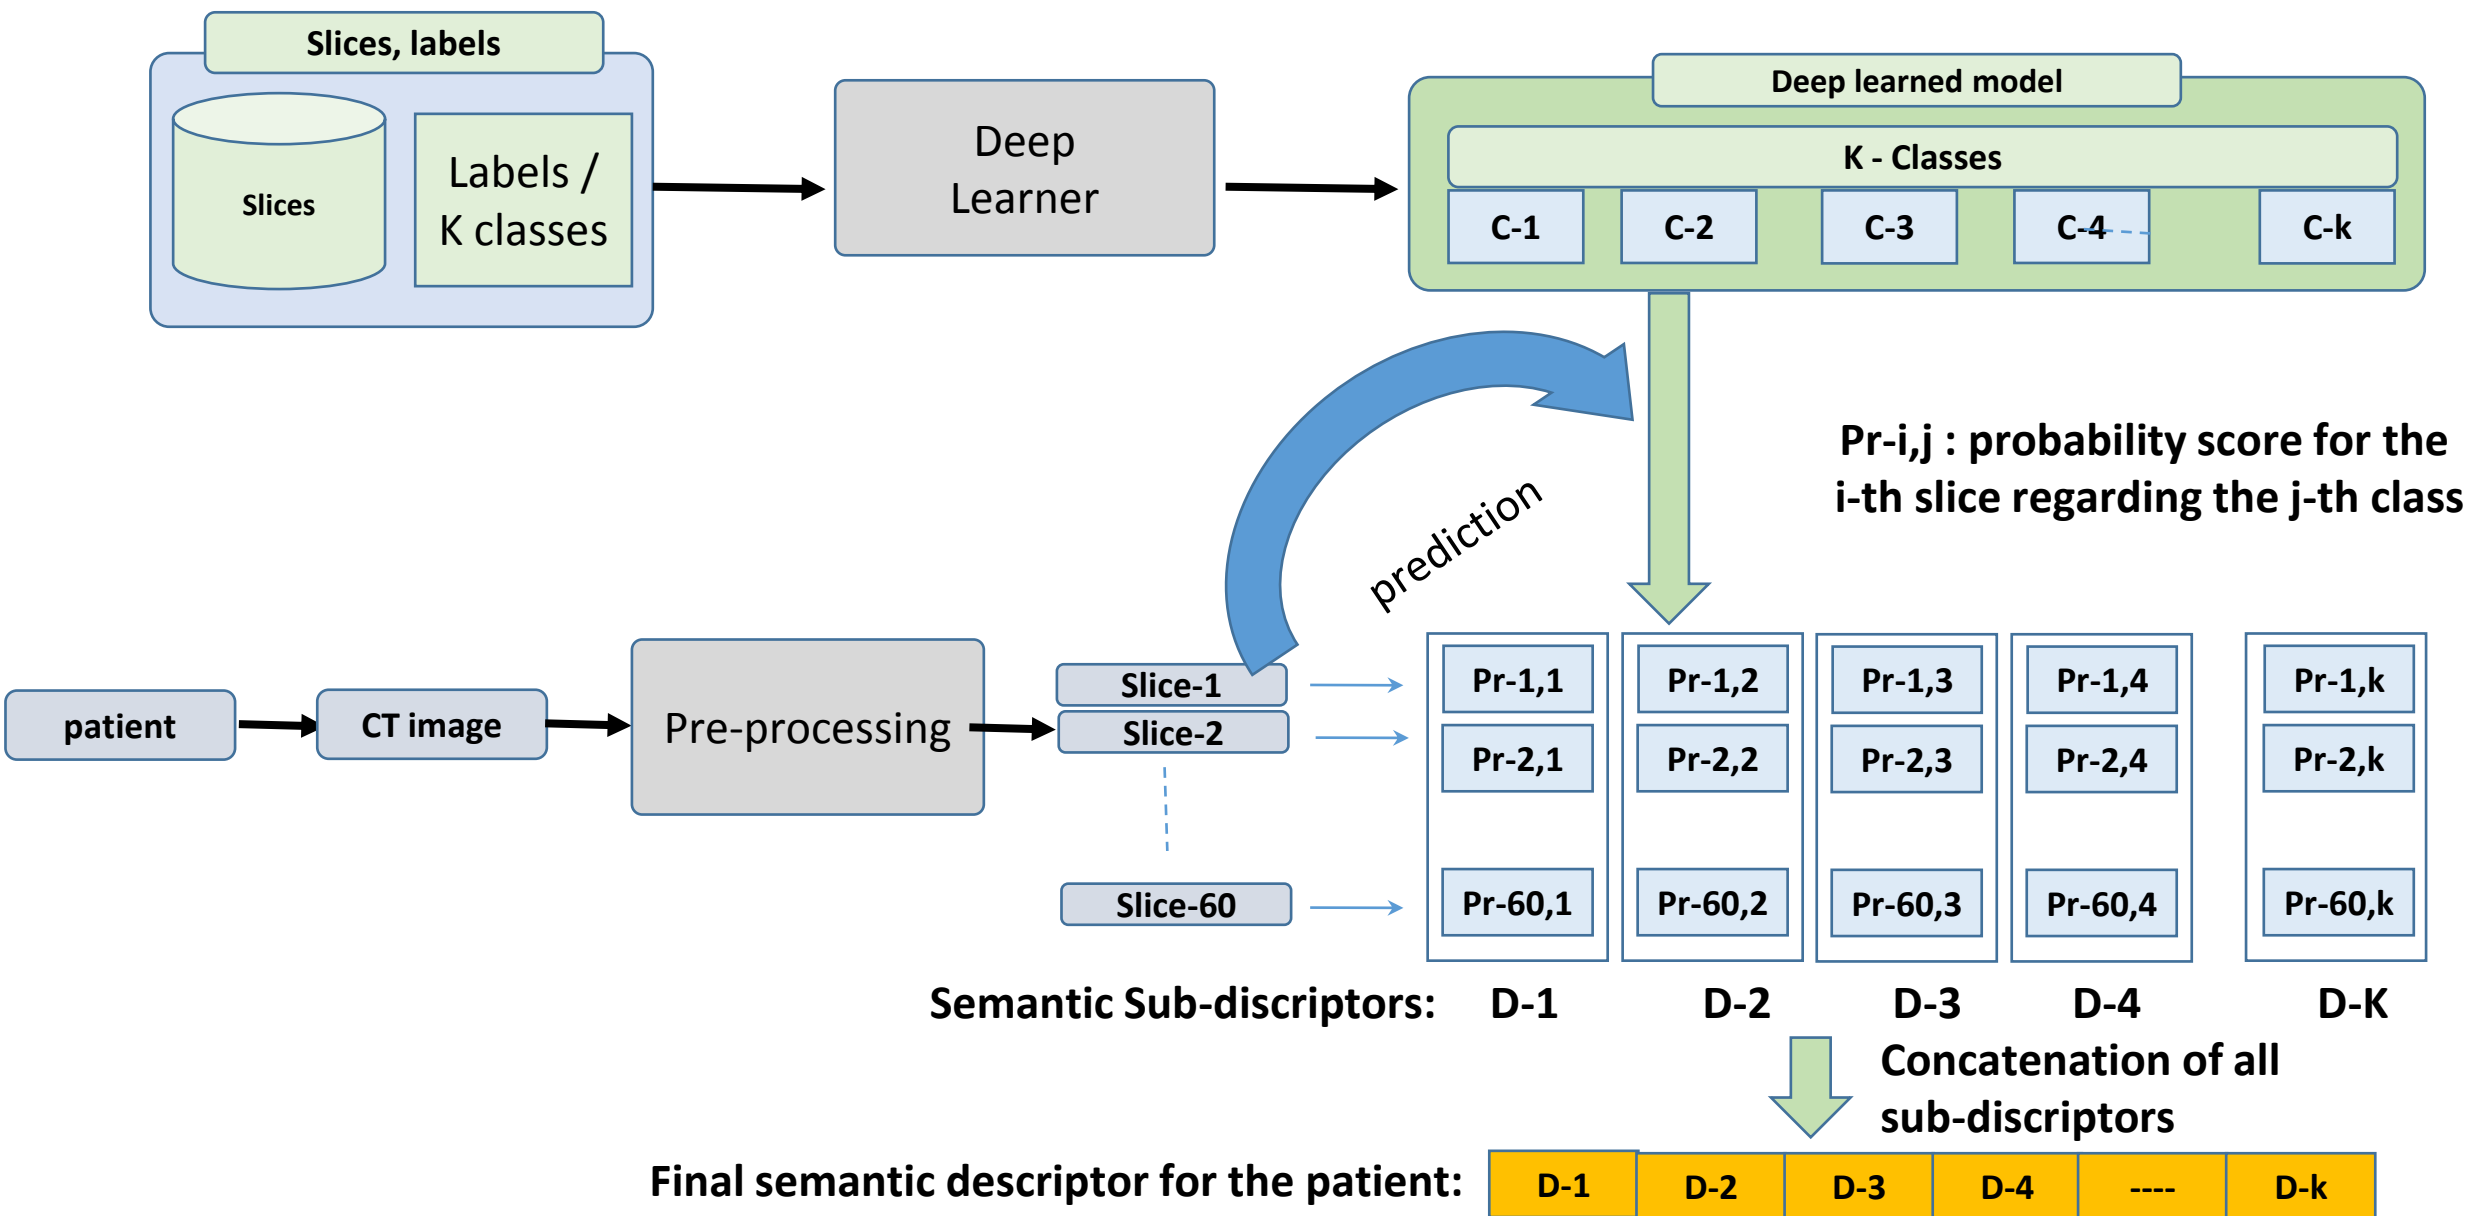 Slices, labels
Slices
Labels /
K classes
Deep
Learner
Deep learned model
K - Classes
C-1 C-2 C-3 C-4 C-k
Pr-i,j : probability score for the
i-th slice regarding the j-th class
prediction
patient
CT image
Pre-processing
Slice-1
Slice-2
Slice-60
Pr-1,1 Pr-1,2 Pr-1,3 Pr-1,4 Pr-1,k
Pr-2,1 Pr-2,2 Pr-2,3 Pr-2,4 Pr-2,k
Pr-60,1 Pr-60,2 Pr-60,3 Pr-60,4 Pr-60,k
Semantic Sub-discriptors: D-1 D-2 D-3 D-4 D-K
Concatenation of all
sub-discriptors
Final semantic descriptor for the patient: D-1 D-2 D-3 D-4 ---- D-k